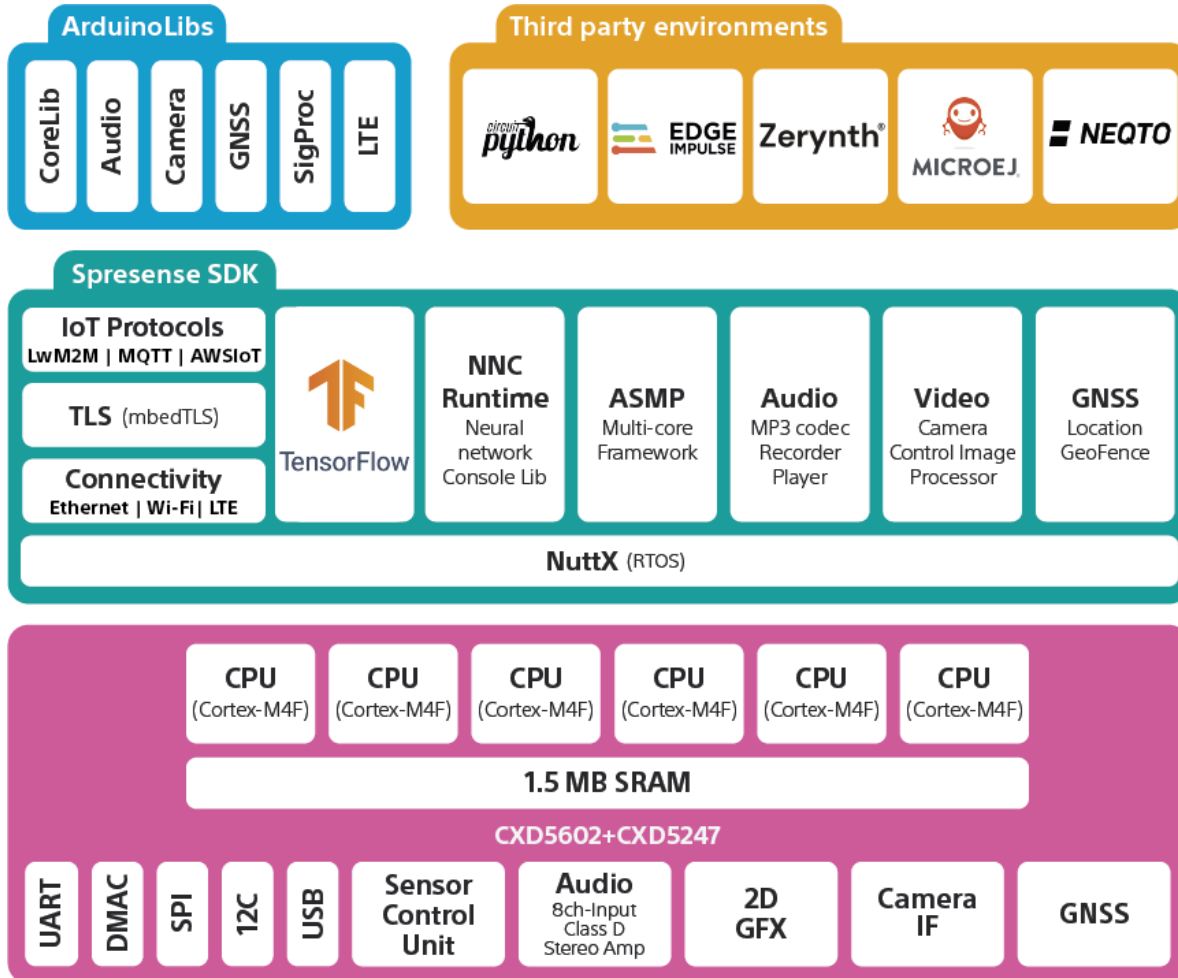 ArduinoLibs
CoreLib
Audio
Camera
GNSS
SigProc
LTE
Third party environments
circuit
python
EDGE
IMPULSE
Zerynth®
MICROEJ.
NEQTO
Spresense SDK
IoT Protocols
LwM2M | MQTT | AWSIoT
TLS (mbedTLS)
Connectivity
Ethernet | Wi-Fi| LTE
TensorFlow
NNC
Runtime
Neural
network
Console Lib
ASMP
Multi-core
Framework
Audio
MP3 codec
Recorder
Player
Video
Camera
Control Image
Processor
GNSS
Location
GeoFence
NuttX (RTOS)
CPU
(Cortex-M4F)
CPU
(Cortex-M4F)
CPU
(Cortex-M4F)
CPU
(Cortex-M4F)
CPU
(Cortex-M4F)
CPU
(Cortex-M4F)
1.5 MB SRAM
CXD5602+CXD5247
UART
DMAC
SPI
12C
USB
Sensor
Control
Unit
Audio
8ch-Input
Class D
Stereo Amp
2D
GFX
Camera
IF
GNSS